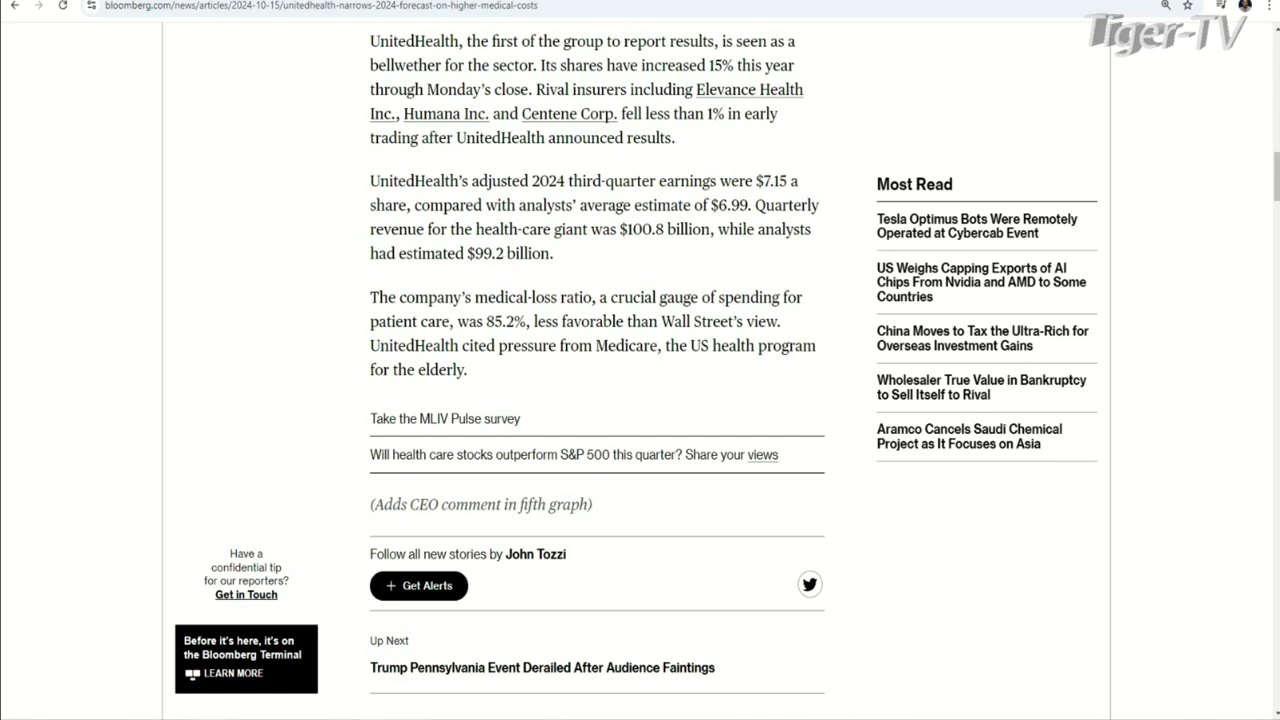 bloomberg.com/news/articles/2024-10-15/unitedhealth-narrows-2024-forecast-on-higher-medical-costs
Tiger-TV
UnitedHealth, the first of the group to report results, is seen as a
bellwether for the sector. Its shares have increased 15% this year
through Monday's close. Rival insurers including Elevance Health
Inc., Humana Inc. and Centene Corp. fell less than 1% in early
trading after UnitedHealth announced results.
UnitedHealth's adjusted 2024 third-quarter earnings were $7.15 a
share, compared with analysts' average estimate of $6.99. Quarterly
revenue for the health-care giant was $100.8 billion, while analysts
had estimated $99.2 billion.
The company's medical-loss ratio, a crucial gauge of spending for
patient care, was 85.2%, less favorable than Wall Street's view.
UnitedHealth cited pressure from Medicare, the US health program
for the elderly.
Take the MLIV Pulse survey
Will health care stocks outperform S&P 500 this quarter? Share your views
(Adds CEO comment in fifth graph)
Follow all new stories by John Tozzi
+ Get Alerts
Up Next
Trump Pennsylvania Event Derailed After Audience Faintings
Have a
confidential tip
for our reporters?
Get in Touch
Before it's here, it's on
the Bloomberg Terminal
LEARN MORE
Most Read
Tesla Optimus Bots Were Remotely
Operated at Cybercab Event
US Weighs Capping Exports of AI
Chips From Nvidia and AMD to Some
Countries
China Moves to Tax the Ultra-Rich for
Overseas Investment Gains
Wholesaler True Value in Bankruptcy
to Sell Itself to Rival
Aramco Cancels Saudi Chemical
Project as It Focuses on Asia